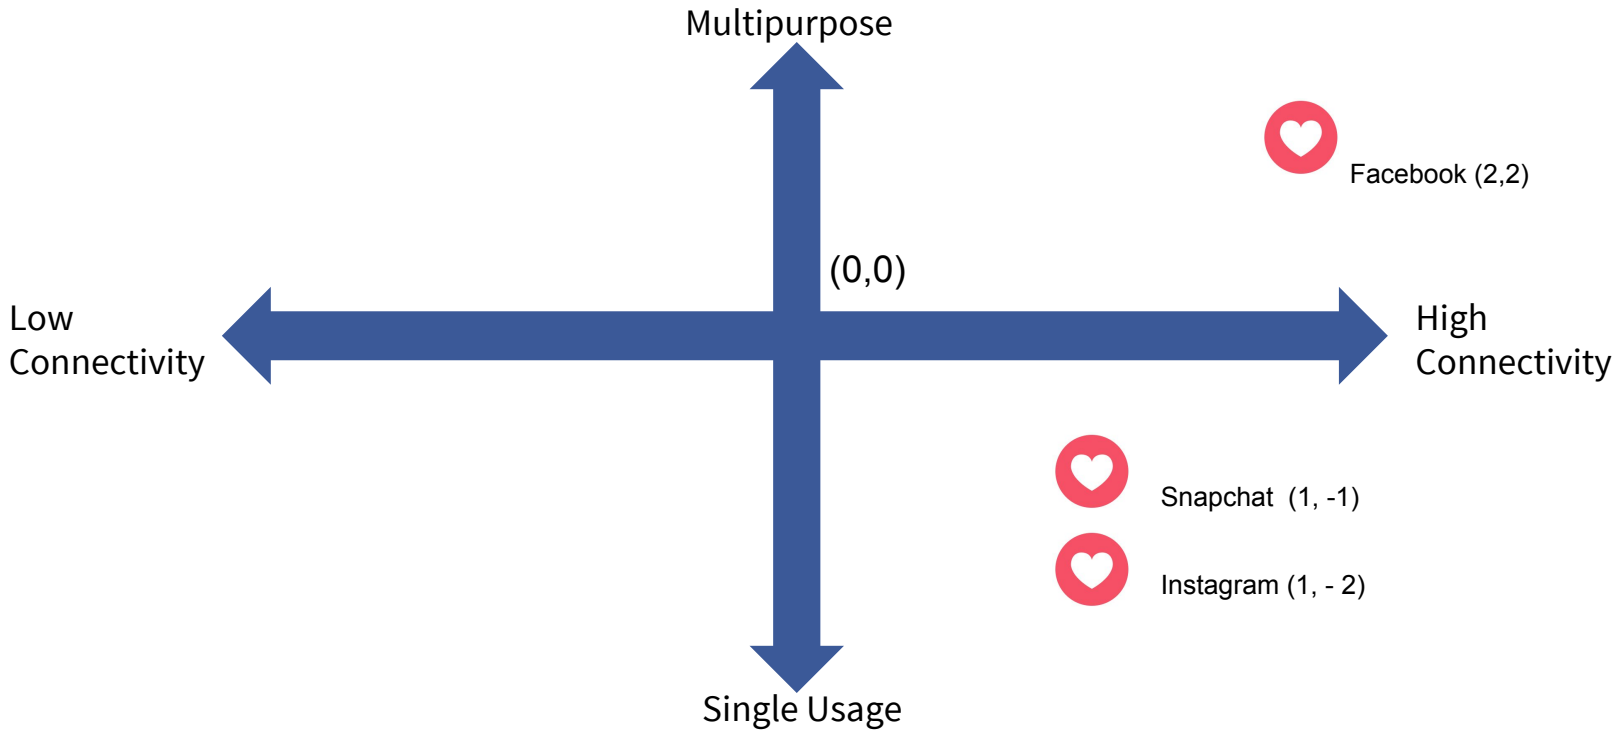 Multipurpose
Facebook (2,2)
(0,0)
Low
Connectivity
High
Connectivity
Snapchat  (1, -1)
Instagram (1, - 2)
Single Usage